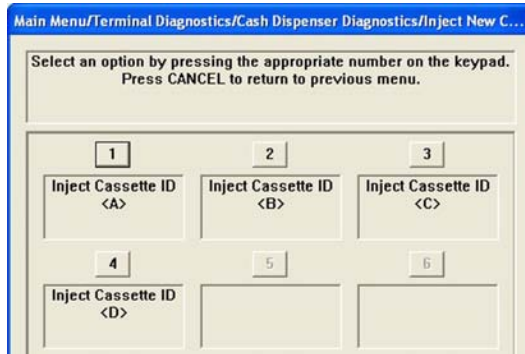 Main Menu/Terminal Diagnostics/Cash Dispenser Diagnostics/Inject New C...
Select an option by pressing the appropriate number on the keypad.
Press CANCEL to return to previous menu.
1 2 3
Inject Cassette ID Inject Cassette ID Inject Cassette ID
<A> <B> <C>
4 5 6
Inject Cassette ID
<D>